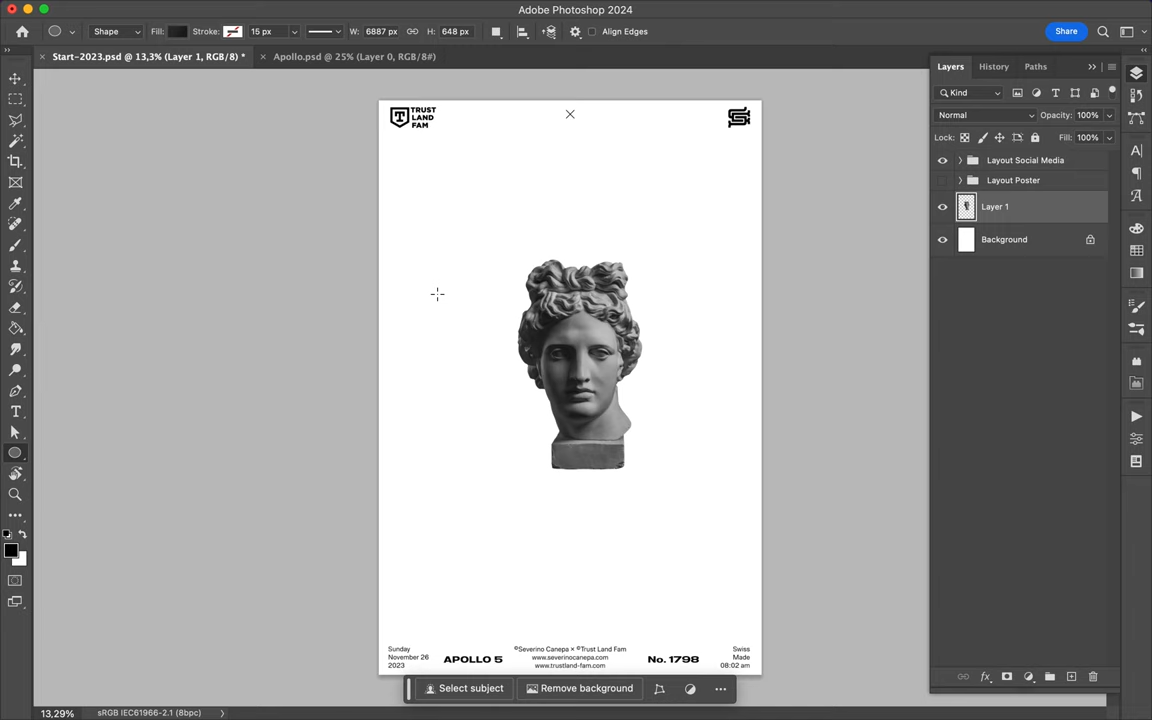 Adobe Photoshop 2024
Shape Fill: Stroke: 15 px W: 6887 px H: 648 px Align Edges Share
Start-2023.psd @ 13,3% (Layer 1, RGB/8) * Apollo.psd @ 25% (Layer 0, RGB/8#)
Layers History Paths
Kind
Normal Opacity: 100%
Lock: Fill: 100%
Layout Social Media
Layout Poster
Layer 1
Background
TRUST
LAND
FAM
Sunday
November 26
2023
APOLLO 5
©Severino Canepa × ©Trust Land Fam
www.severinocanepa.com
www.trustland-fam.com
No. 1798
Swiss
Made
08:02 am
Select subject Remove background
13,29% sRGB IEC61966-2.1 (8bpc)